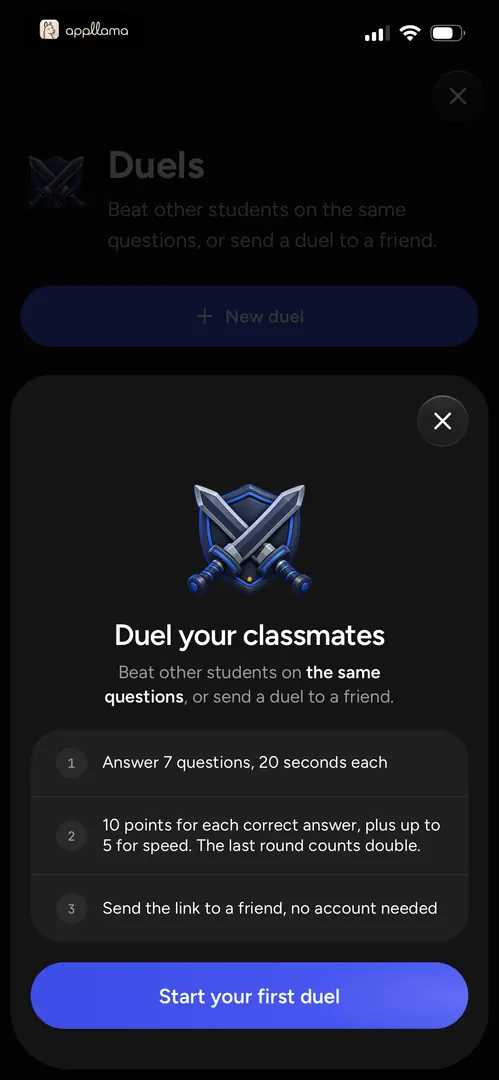 appllama
Duels
Beat other students on the same
questions, or send a duel to a friend.
+ New duel
Duel your classmates
Beat other students on the same
questions, or send a duel to a friend.
1 Answer 7 questions, 20 seconds each
2 10 points for each correct answer, plus up to
5 for speed. The last round counts double.
3 Send the link to a friend, no account needed
Start your first duel